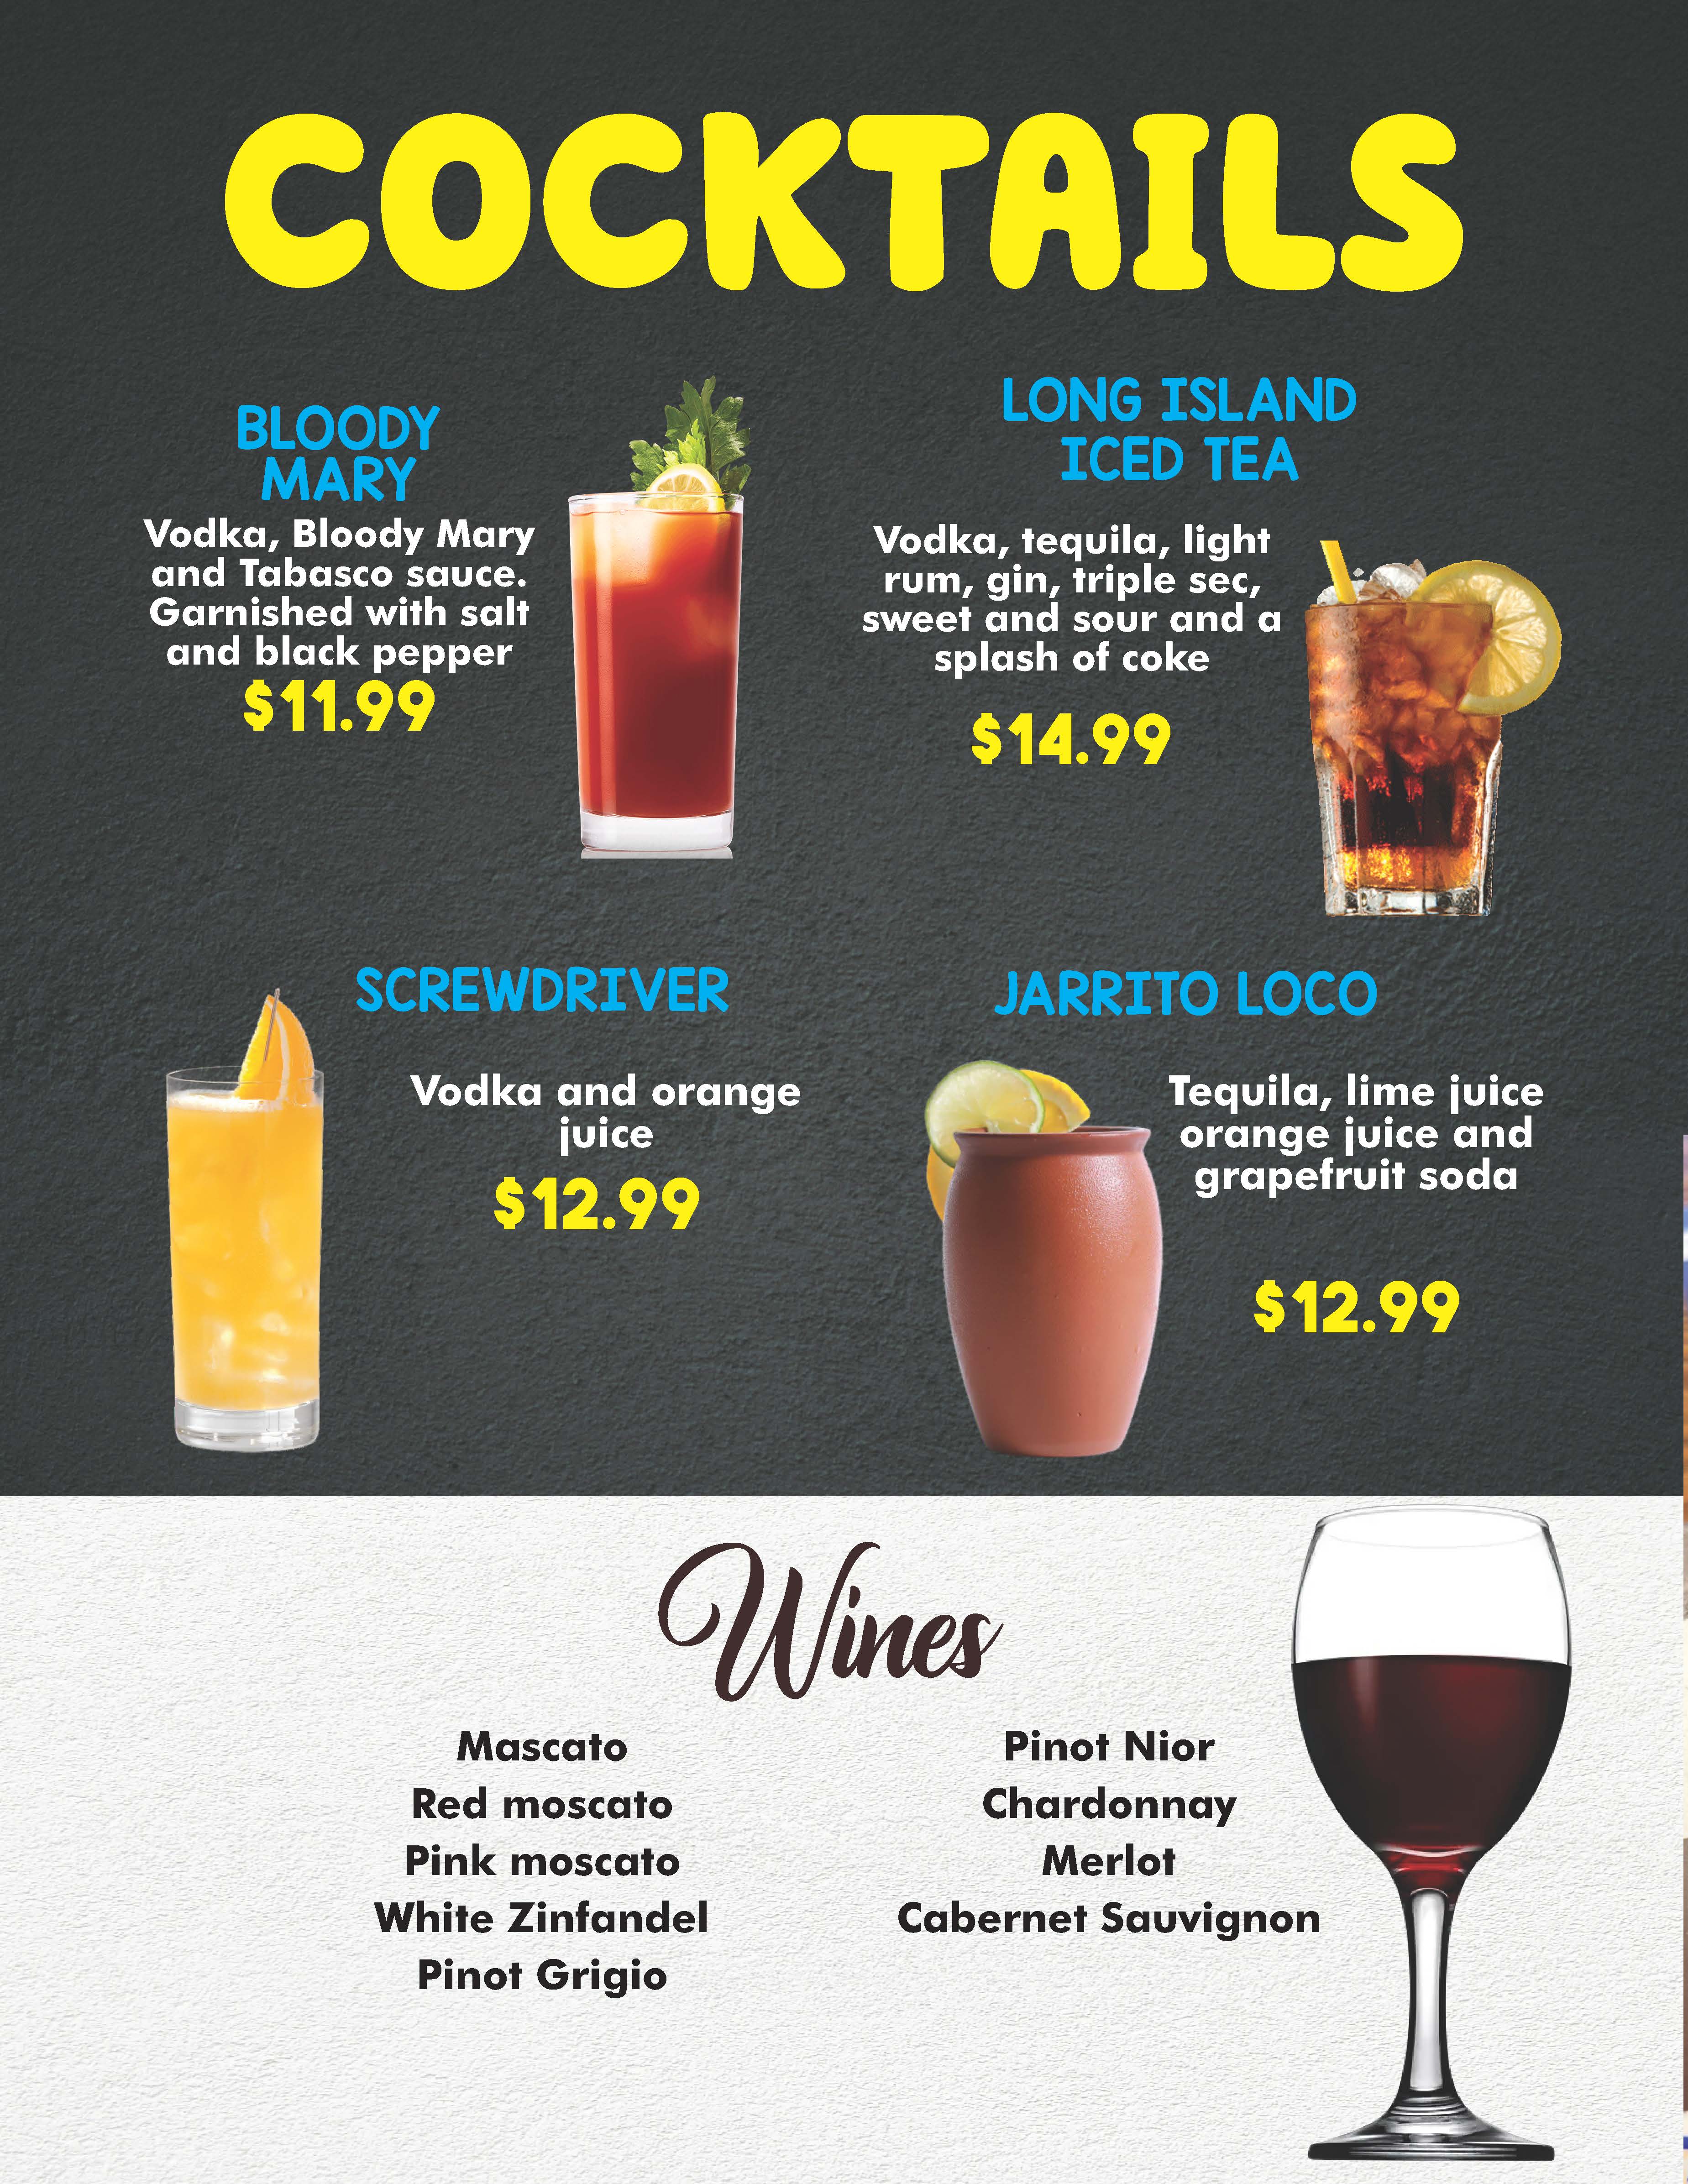 COCKTAILS
BLOODY
MARY
Vodka, Bloody Mary
and Tabasco sauce.
Garnished with salt
and black pepper
$11.99
LONG ISLAND
ICED TEA
Vodka, tequila, light
rum, gin, triple sec,
sweet and sour and a
splash of coke
$14.99
SCREWDRIVER
Vodka and orange
juice
$12.99
JARRITO LOCO
Tequila, lime juice
orange juice and
grapefruit soda
$12.99
Wines
Mascato
Red moscato
Pink moscato
White Zinfandel
Pinot Grigio
Pinot Nior
Chardonnay
Merlot
Cabernet Sauvignon